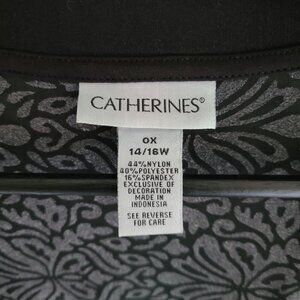 CATHERINES®
OX
14/16W
44%NYLON
40%POLYESTER
16%SPANDEX
EXCLUSIVE OF
DECORATION
MADE IN
INDONESIA
SEE REVERSE
FOR CARE